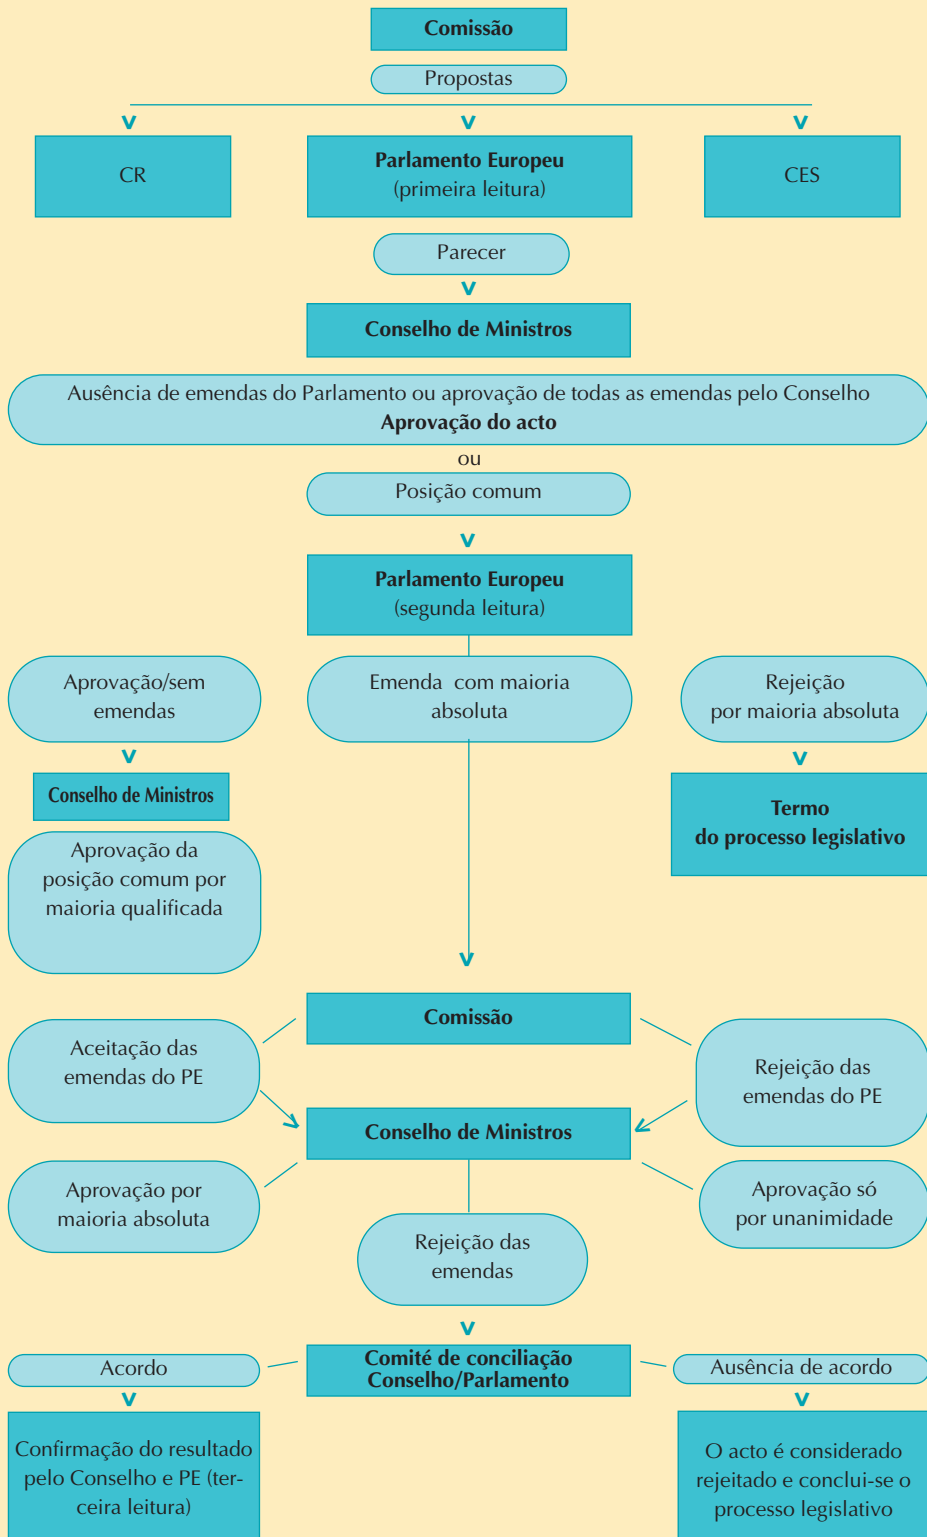 Comissão
Propostas
CR
Parlamento Europeu
(primeira leitura)
CES
Parecer
Conselho de Ministros
Ausência de emendas do Parlamento ou aprovação de todas as emendas pelo Conselho
Aprovação do acto
ou
Posição comum
Parlamento Europeu
(segunda leitura)
Aprovação/sem
emendas
Emenda com maioria
absoluta
Rejeição
por maioria absoluta
Conselho de Ministros
Termo
do processo legislativo
Aprovação da
posição comum por
maioria qualificada
Comissão
Aceitação das
emendas do PE
Rejeição das
emendas do PE
Conselho de Ministros
Aprovação por
maioria absoluta
Aprovação só
por unanimidade
Rejeição das
emendas
Comité de conciliação
Conselho/Parlamento
Acordo
Ausência de acordo
Confirmação do resultado
pelo Conselho e PE (ter-
ceira leitura)
O acto é considerado
rejeitado e conclui-se o
processo legislativo